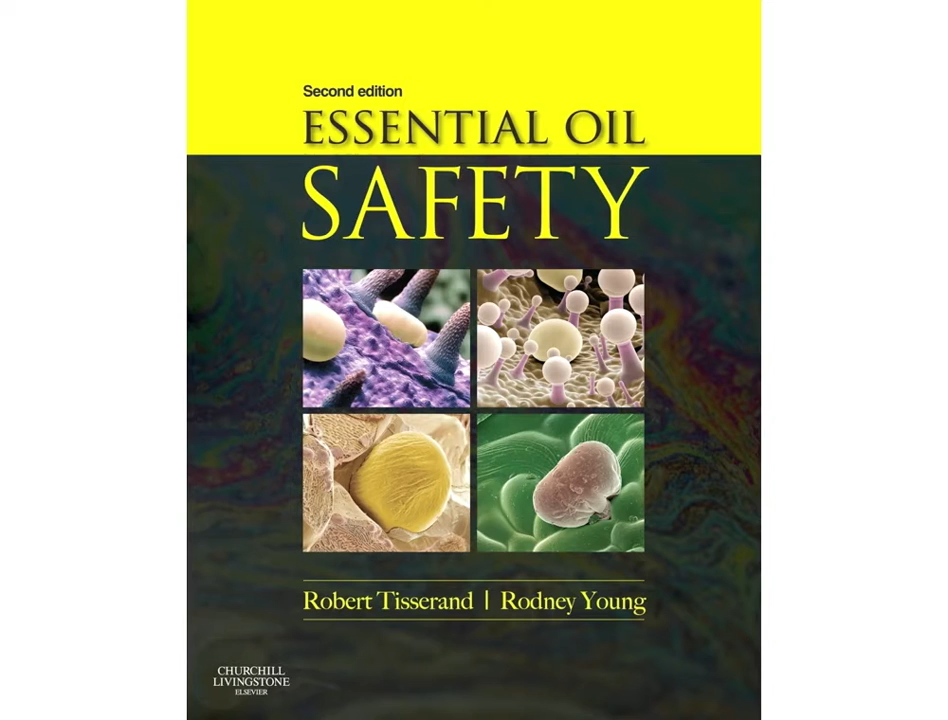 Second edition
ESSENTIAL OIL
SAFETY
Robert Tisserand | Rodney Young
CHURCHILL
LIVINGSTONE
ELSEVIER